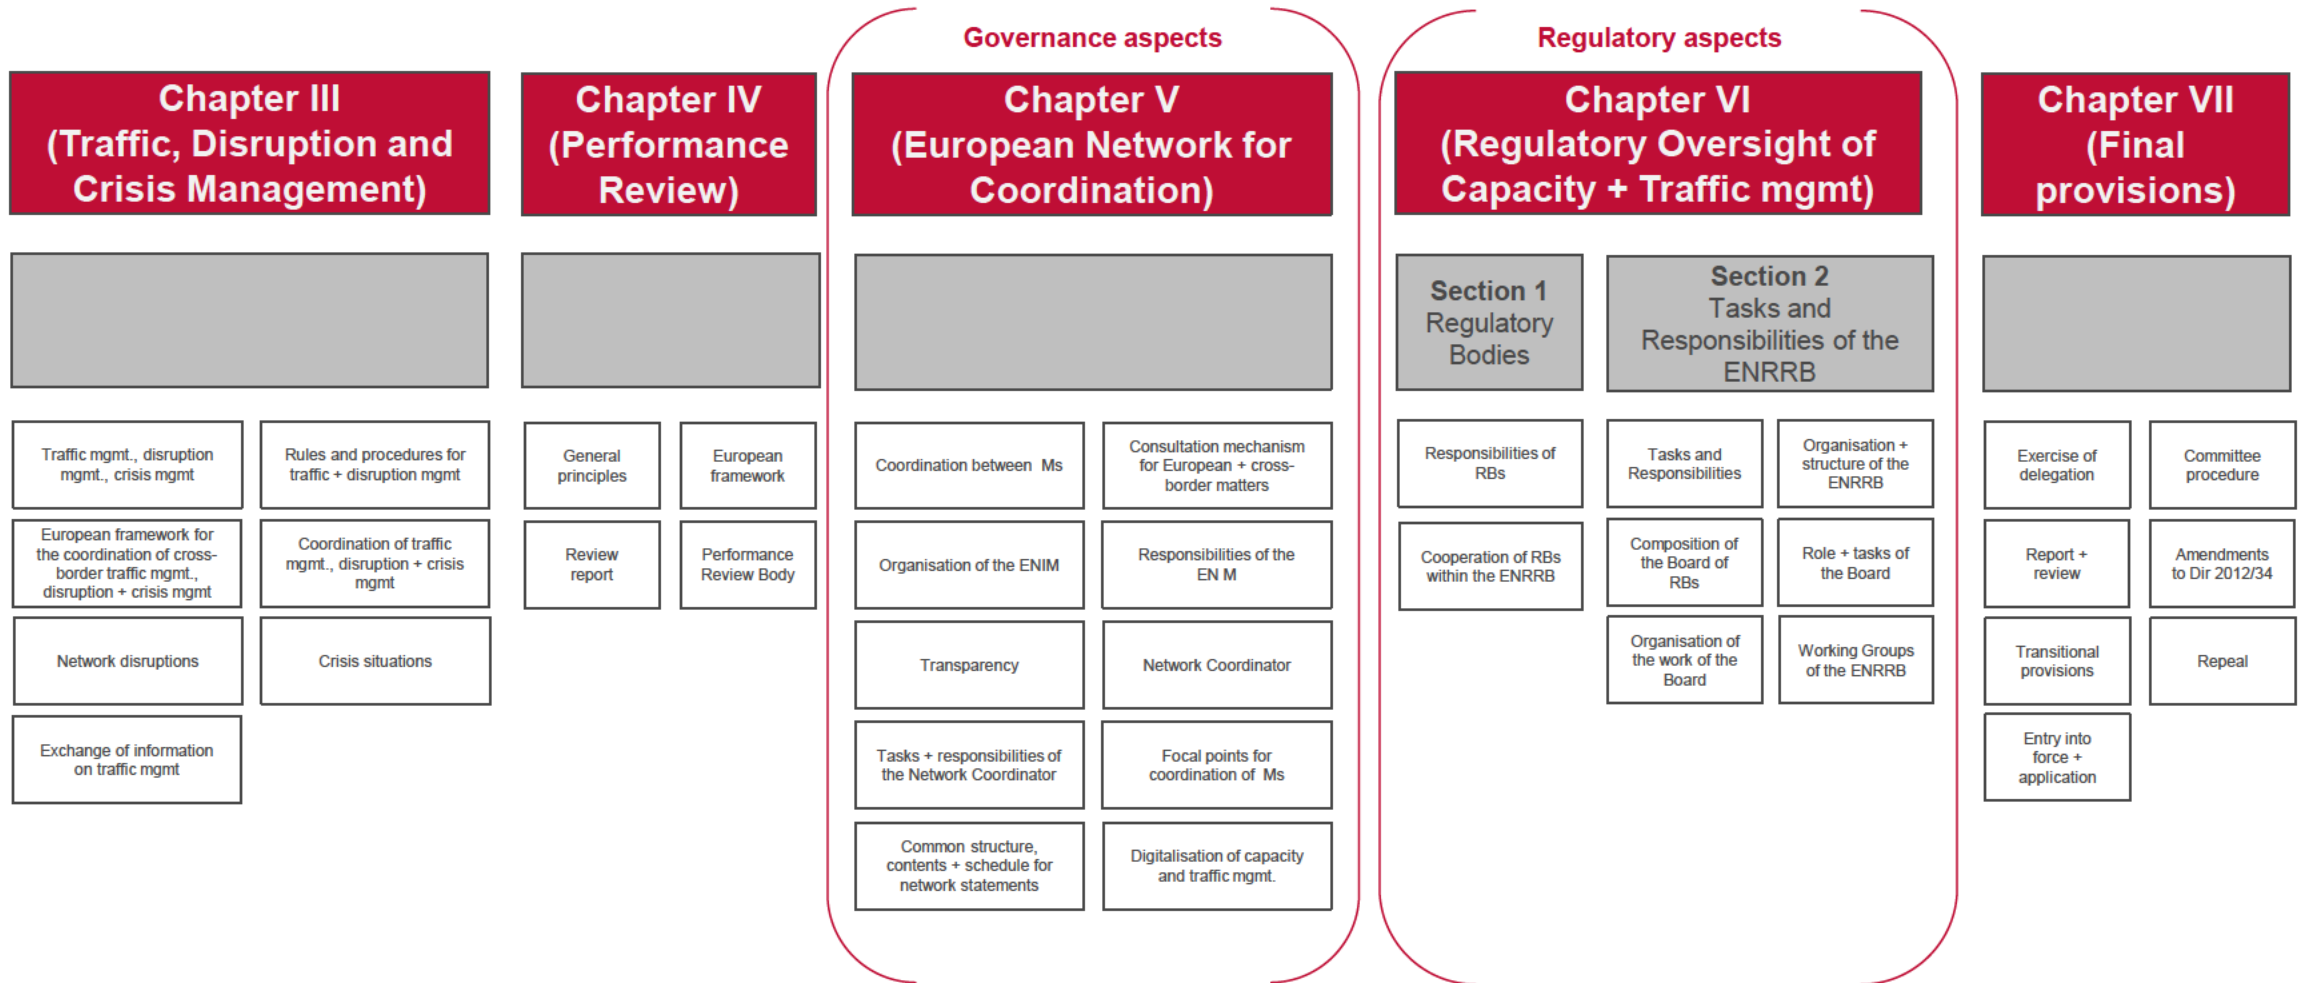 Governance aspects
Regulatory aspects
Chapter III
(Traffic, Disruption and
Crisis Management)
Chapter IV
(Performance
Review)
Chapter V
(European Network for
Coordination)
Chapter VI
(Regulatory Oversight of
Capacity + Traffic mgmt)
Chapter VII
(Final
provisions)
Section 1
Regulatory
Bodies
Section 2
Tasks and
Responsibilities of the
ENRRB
Traffic mgmt., disruption
mgmt., crisis mgmt
Rules and procedures for
traffic + disruption mgmt
European framework for
the coordination of cross-
border traffic mgmt.,
disruption + crisis mgmt
Coordination of traffic
mgmt., disruption + crisis
mgmt
Network disruptions
Crisis situations
Exchange of information
on traffic mgmt
General
principles
European
framework
Review
report
Performance
Review Body
Coordination between Ms
Consultation mechanism
for European + cross-
border matters
Organisation of the ENIM
Responsibilities of the
EN M
Transparency
Network Coordinator
Tasks + responsibilities of
the Network Coordinator
Focal points for
coordination of Ms
Common structure,
contents + schedule for
network statements
Digitalisation of capacity
and traffic mgmt.
Responsibilities of
RBs
Cooperation of RBs
within the ENRRB
Tasks and
Responsibilities
Organisation +
structure of the
ENRRB
Composition of
the Board of
RBs
Role + tasks of
the Board
Organisation of
the work of the
Board
Working Groups
of the ENRRB
Exercise of
delegation
Committee
procedure
Report +
review
Amendments
to Dir 2012/34
Transitional
provisions
Repeal
Entry into
force +
application